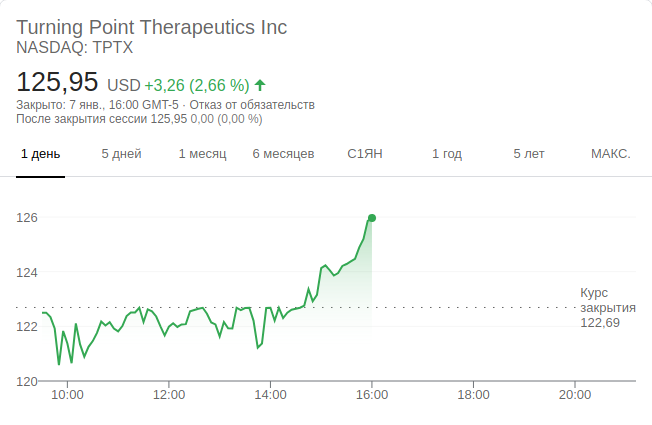 Turning Point Therapeutics Inc
NASDAQ: TPTX
125,95 USD +3,26 (2,66 %)
Закрыто: 7 янв., 16:00 GMT-5 · Отказ от обязательств
После закрытия сессии 125,95 0,00 (0,00 %)
1 день 5 дней 1 месяц 6 месяцев С1ЯН 1 год 5 лет МАКС.
126
124
Курс
закрытия
122,69
122
120
10:00 12:00 14:00 16:00 18:00 20:00